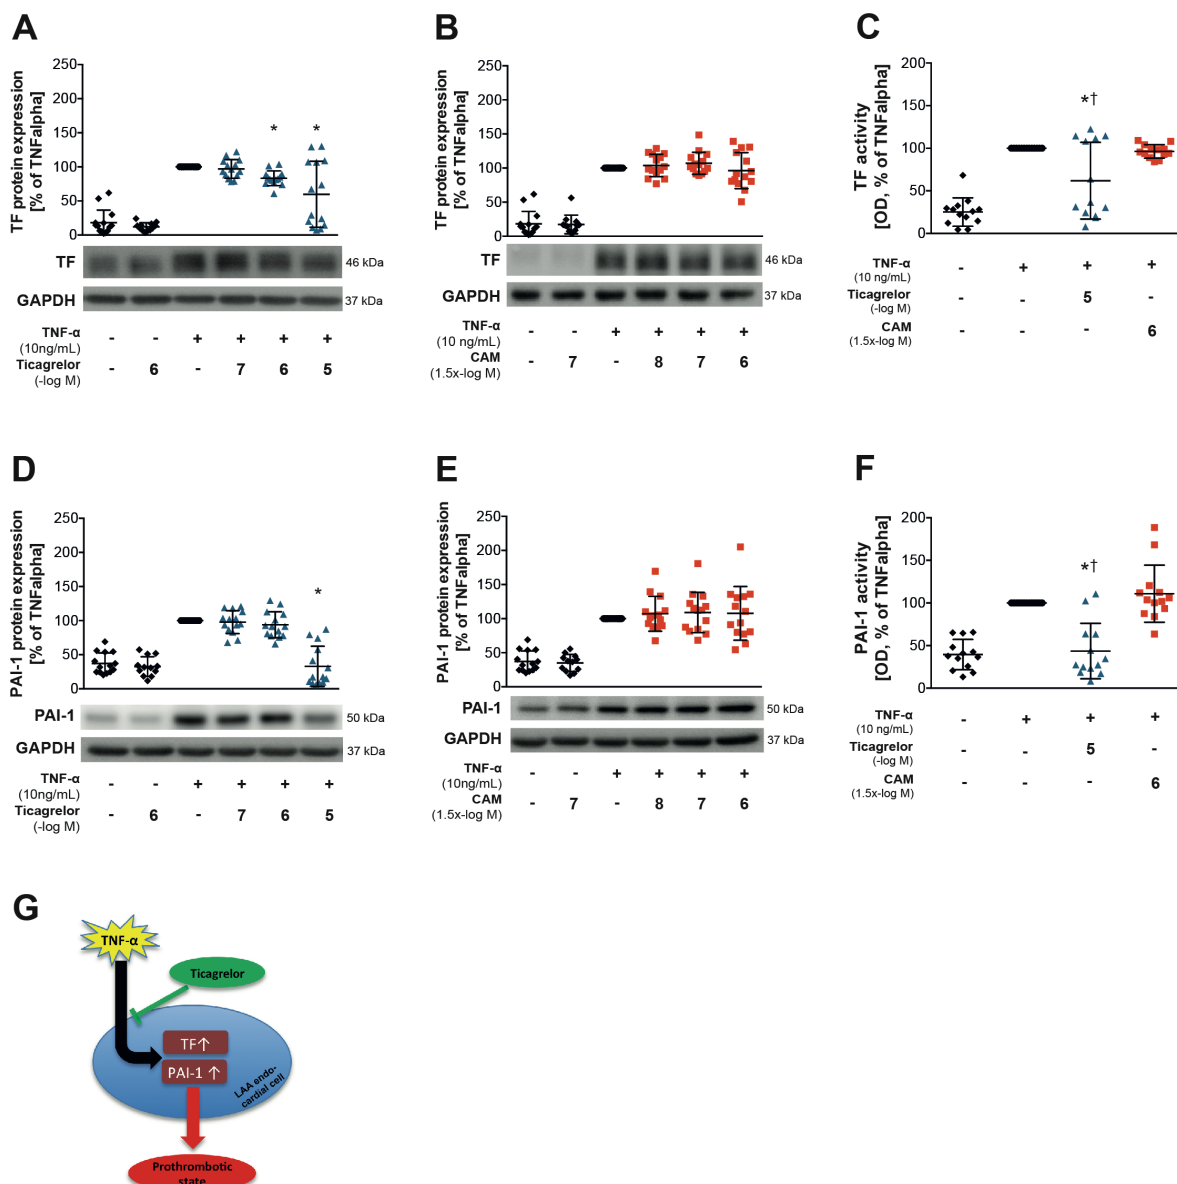 A
TF protein expression
[% of TNFalpha]
250
200
150
100
50
0
*
*
TF
46 kDa
GAPDH
37 kDa
TNF-α
(10ng/mL)
- - + + + +
Ticagrelor
(-log M)
- 6 - 7 6 5
B
TF protein expression
[% of TNFalpha]
250
200
150
100
50
0
TF
46 kDa
GAPDH
37 kDa
TNF-α
(10 ng/mL)
- - + + + +
CAM
(1.5x-log M)
- 7 8 7 6
C
TF activity
[OD, % of TNFalpha]
200
150
100
50
0
*†
TNF-α
(10 ng/mL)
- + + +
Ticagrelor
(-log M)
- - 5 -
CAM
(1.5x-log M)
- - - 6
D
PAI-1 protein expression
[% of TNFalpha]
250
200
150
100
50
0
*
PAI-1
50 kDa
GAPDH
37 kDa
TNF-α
(10ng/mL)
- - + + + +
Ticagrelor
(-log M)
- 6 - 7 6 5
E
PAI-1 protein expression
[% of TNFalpha]
250
200
150
100
50
0
PAI-1
50 kDa
GAPDH
37 kDa
TNF-α
(10ng/mL)
- - + + + +
CAM
(1.5x-log M)
- 7 8 7 6
F
PAI-1 activity
[OD, % of TNFalpha]
200
150
100
50
0
*†
TNF-α
(10 ng/mL)
- + + +
Ticagrelor
(-log M)
- - 5 -
CAM
(1.5x-log M)
- - - 6
G
TNF-α
Ticagrelor
TF↑
PAI-1 ↑
LAA endo-
cardial cell
Prothrombotic
state